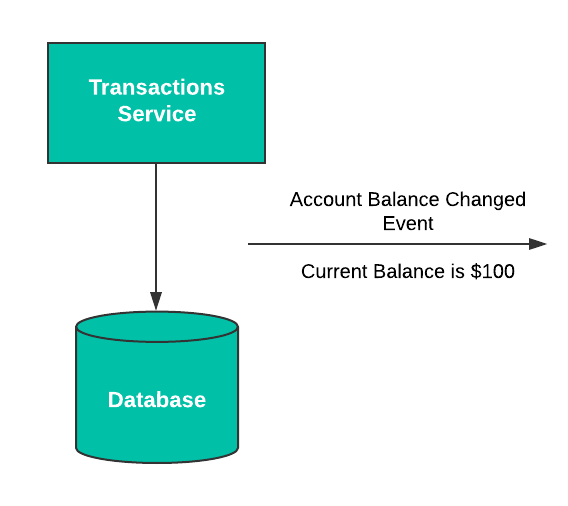 Transactions
Service
Account Balance Changed
Event
Current Balance is $100
Database